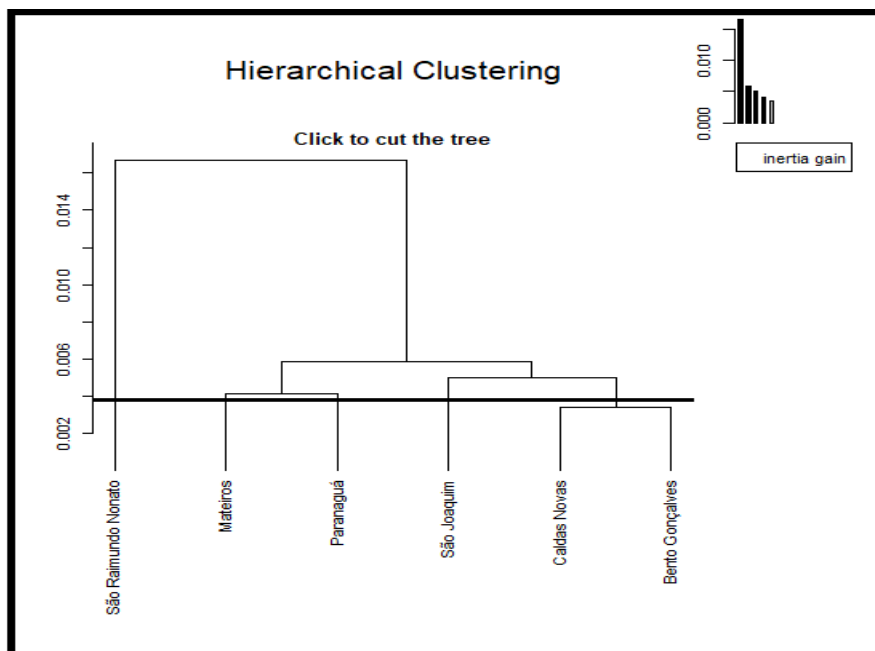 Hierarchical Clustering
Click to cut the tree
0.010
0.000
inertia gain
0.014
0.010
0.006
0.002
São Raimundo Nonato
Mateiros
Paranaguá
São Joaquim
Caldas Novas
Bento Gonçalves